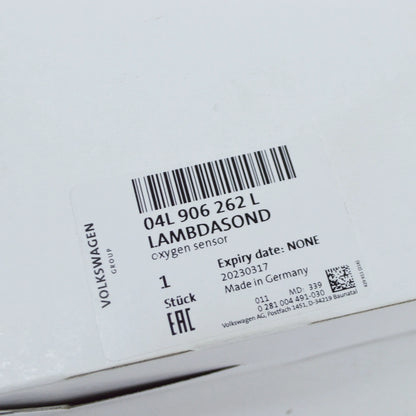 04L 906 262 L
LAMBDASOND
oxygen sensor
VOLKSWAGEN
GROUP
1
Stück
Expiry date: NONE
20230317
Made in Germany
EAC
011 MD: 339
0 281 004 491-030
Volkswagen AG, Postfach 1451, D-34219 Baunatal